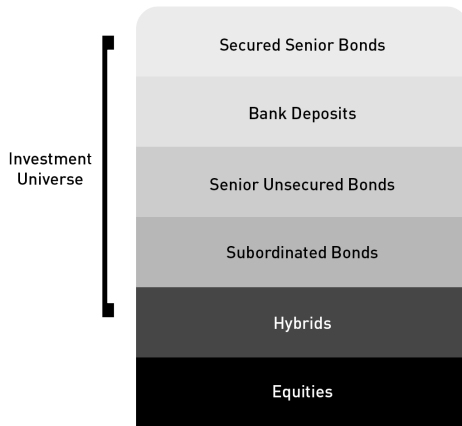 Secured Senior Bonds
Bank Deposits
Investment
Universe
Senior Unsecured Bonds
Subordinated Bonds
Hybrids
Equities